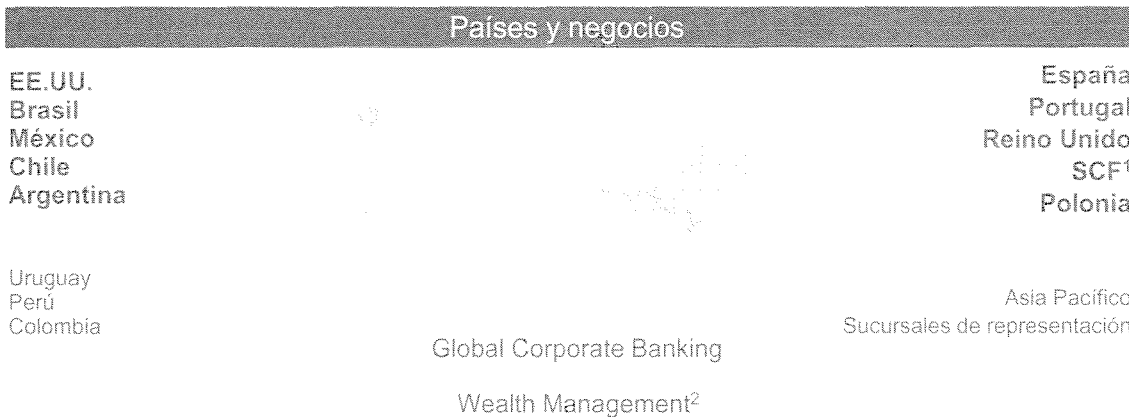 Países y negocios
EE.UU.
Brasil
México
Chile
Argentina
España
Portugal
Reino Unido
SCF¹
Polonia
Uruguay
Perú
Colombia
Asia Pacífico
Sucursales de representación
Global Corporate Banking
Wealth Management²